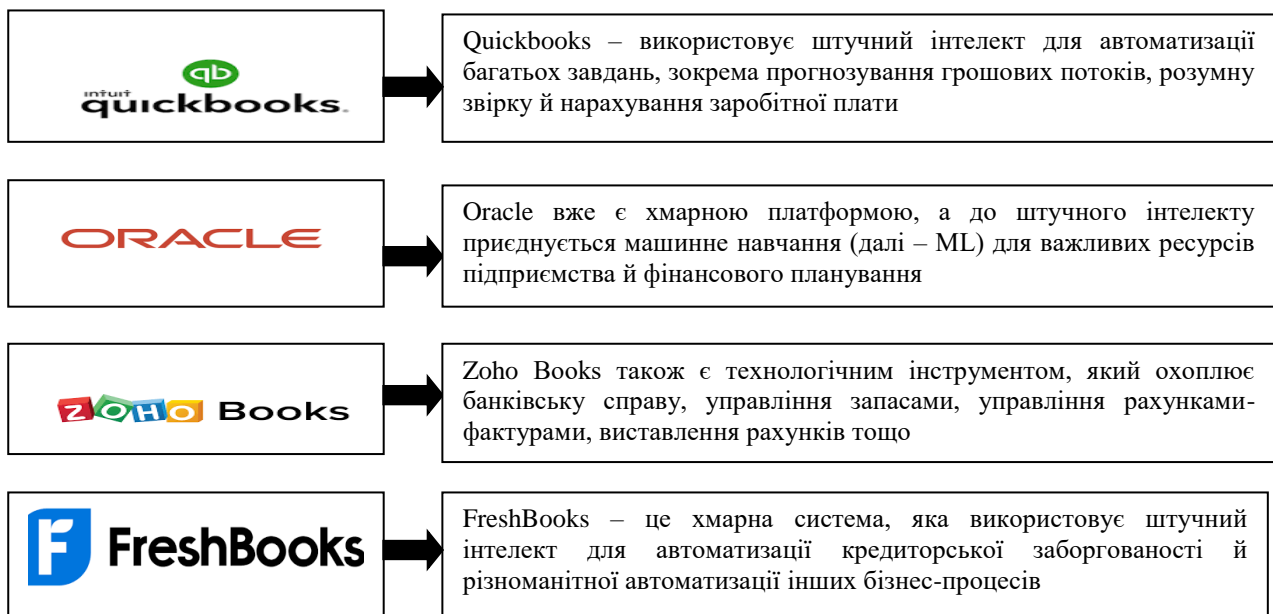 intuit
quickbooks.
Quickbooks – використовує штучний інтелект для автоматизації
багатьох завдань, зокрема прогнозування грошових потоків, розумну
звірку й нарахування заробітної плати
ORACLE
Oracle вже є хмарною платформою, а до штучного інтелекту
приєднується машинне навчання (далі – ML) для важливих ресурсів
підприємства й фінансового планування
ZOHO Books
Zoho Books також є технологічним інструментом, який охоплює
банківську справу, управління запасами, управління рахунками-
фактурами, виставлення рахунків тощо
FreshBooks
FreshBooks – це хмарна система, яка використовує штучний
інтелект для автоматизації кредиторської заборгованості й
різноманітної автоматизації інших бізнес-процесів